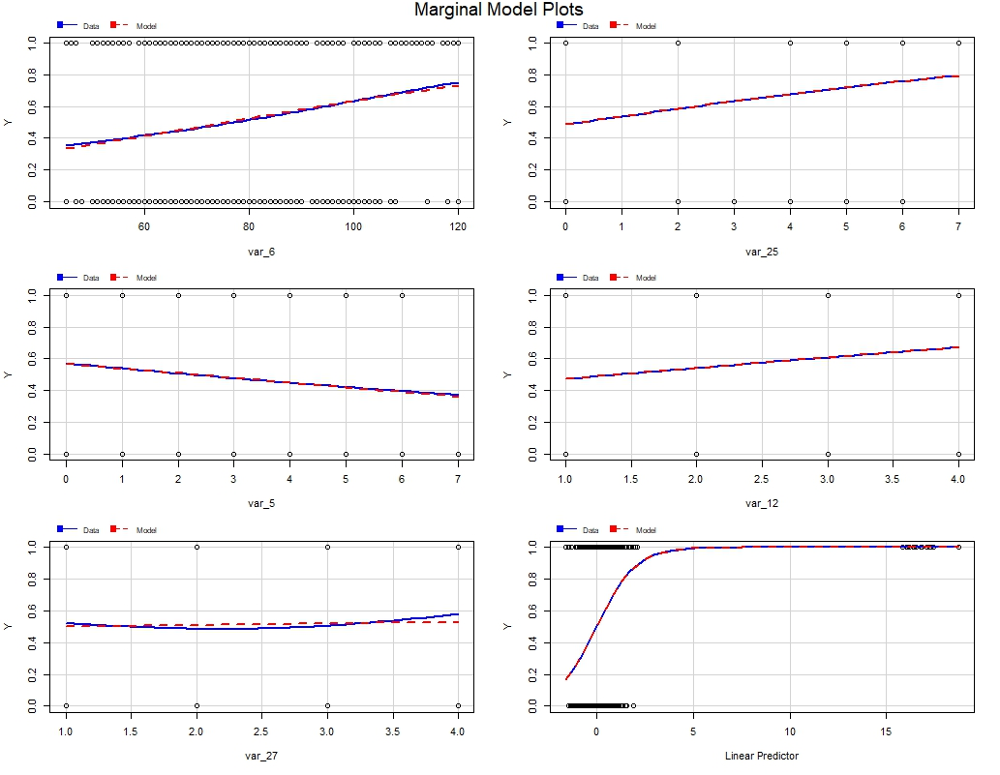 Marginal Model Plots
Data Model
Y
1.0
0.8
0.6
0.4
0.2
0.0
60 80 100 120
var_6
Data Model
Y
1.0
0.8
0.6
0.4
0.2
0.0
0 1 2 3 4 5 6 7
var_25
Data Model
Y
1.0
0.8
0.6
0.4
0.2
0.0
0 1 2 3 4 5 6 7
var_5
Data Model
Y
1.0
0.8
0.6
0.4
0.2
0.0
1.0 1.5 2.0 2.5 3.0 3.5 4.0
var_12
Data Model
Y
1.0
0.8
0.6
0.4
0.2
0.0
1.0 1.5 2.0 2.5 3.0 3.5 4.0
var_27
Data Model
Y
1.0
0.8
0.6
0.4
0.2
0.0
0 5 10 15
Linear Predictor